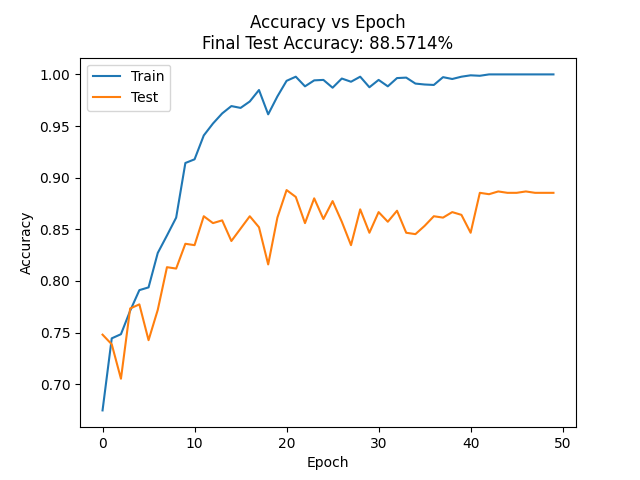 Accuracy vs Epoch
Final Test Accuracy: 88.5714%
Train
Test
1.00
0.95
0.90
0.85
0.80
0.75
0.70
Accuracy
0 10 20 30 40 50
Epoch